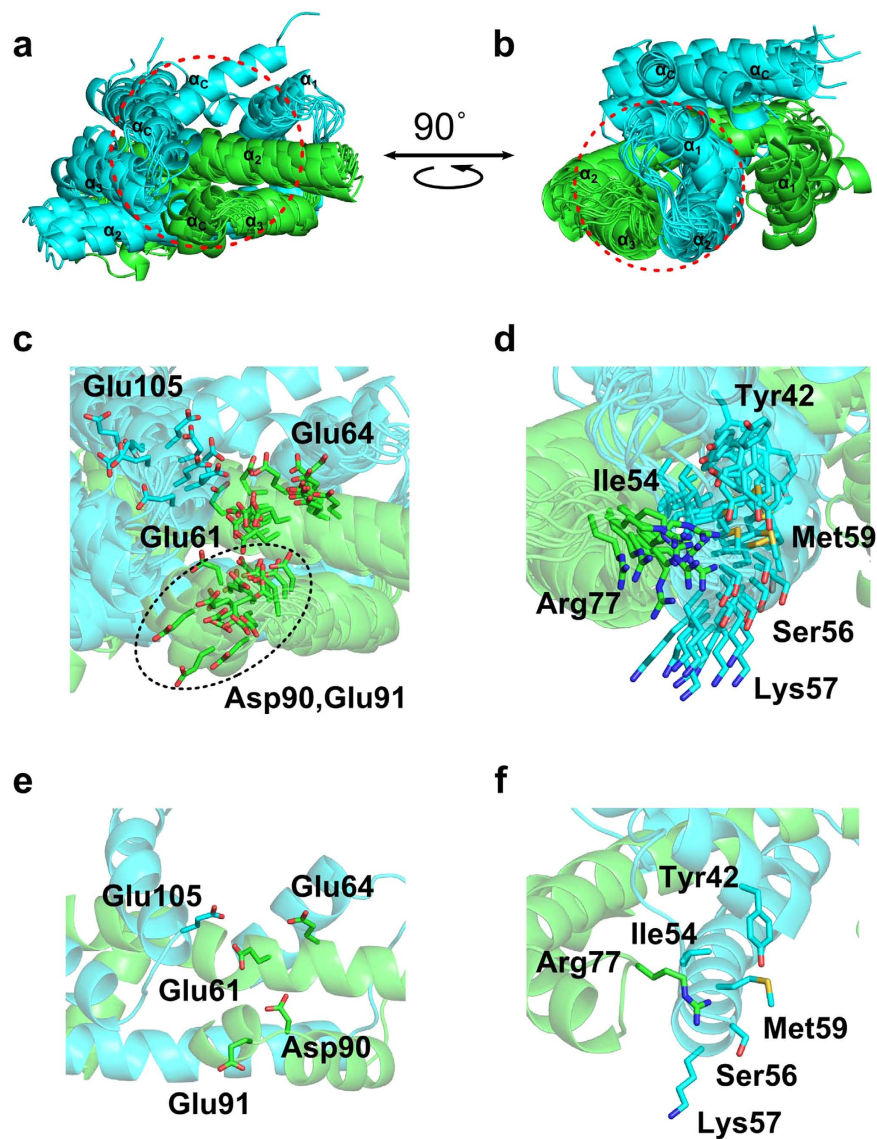 a
b
αC
α1
αC
α2
α3
αC
α3
α2
90°
αC
αC
α1
α2
α1
α3
α2
c
d
Glu105
Glu64
Glu61
Asp90,Glu91
Tyr42
Ile54
Met59
Arg77
Ser56
Lys57
e
f
Glu105
Glu64
Glu61
Asp90
Glu91
Tyr42
Ile54
Arg77
Met59
Ser56
Lys57